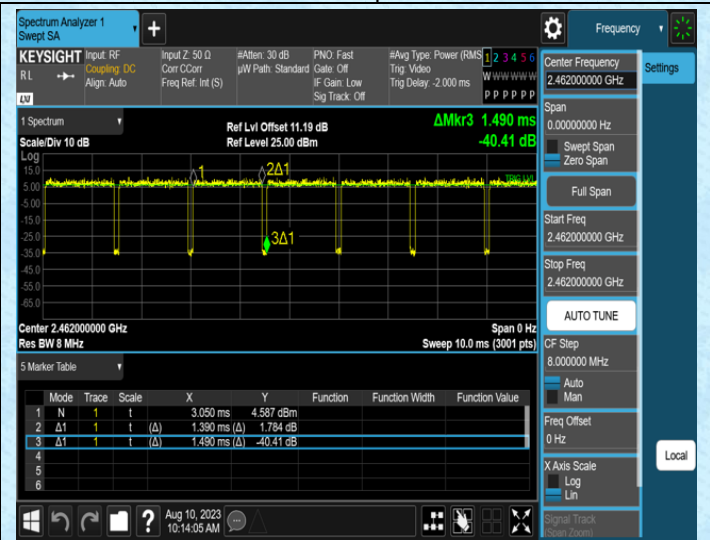 Spectrum Analyzer 1
Swept SA
+
Frequency
KEYSIGHT
RL
LXI
Input: RF
Coupling: DC
Align: Auto
Input Z: 50 Ω
Corr CCorr
Freq Ref: Int (S)
#Atten: 30 dB
µW Path: Standard
PNO: Fast
Gate: Off
IF Gain: Low
Sig Track: Off
#Avg Type: Power (RMS
Trig: Video
Trig Delay: -2.000 ms
1 2 3 4 5 6
W W W W W W
P P P P P P
1 Spectrum
Scale/Div 10 dB
Ref Lvl Offset 11.19 dB
Ref Level 25.00 dBm
ΔMkr3 1.490 ms
-40.41 dB
Log
15.0
5.00
-5.00
-15.0
-25.0
-35.0
-45.0
-55.0
-65.0
1
2Δ1
TRIG LVL
3Δ1
Center 2.462000000 GHz
Res BW 8 MHz
Span 0 Hz
Sweep 10.0 ms (3001 pts)
5 Marker Table
Mode Trace Scale X Y Function Function Width Function Value
1 N 1 t 3.050 ms 4.587 dBm
2 Δ1 1 t (Δ) 1.390 ms (Δ) 1.784 dB
3 Δ1 1 t (Δ) 1.490 ms (Δ) -40.41 dB
4
5
6
?
Aug 10, 2023
10:14:05 AM
Center Frequency
2.462000000 GHz
Span
0.00000000 Hz
Swept Span
Zero Span
Full Span
Start Freq
2.462000000 GHz
Stop Freq
2.462000000 GHz
AUTO TUNE
CF Step
8.000000 MHz
Auto
Man
Freq Offset
0 Hz
X Axis Scale
Log
Lin
Signal Track
(Span Zoom)
Settings
Local